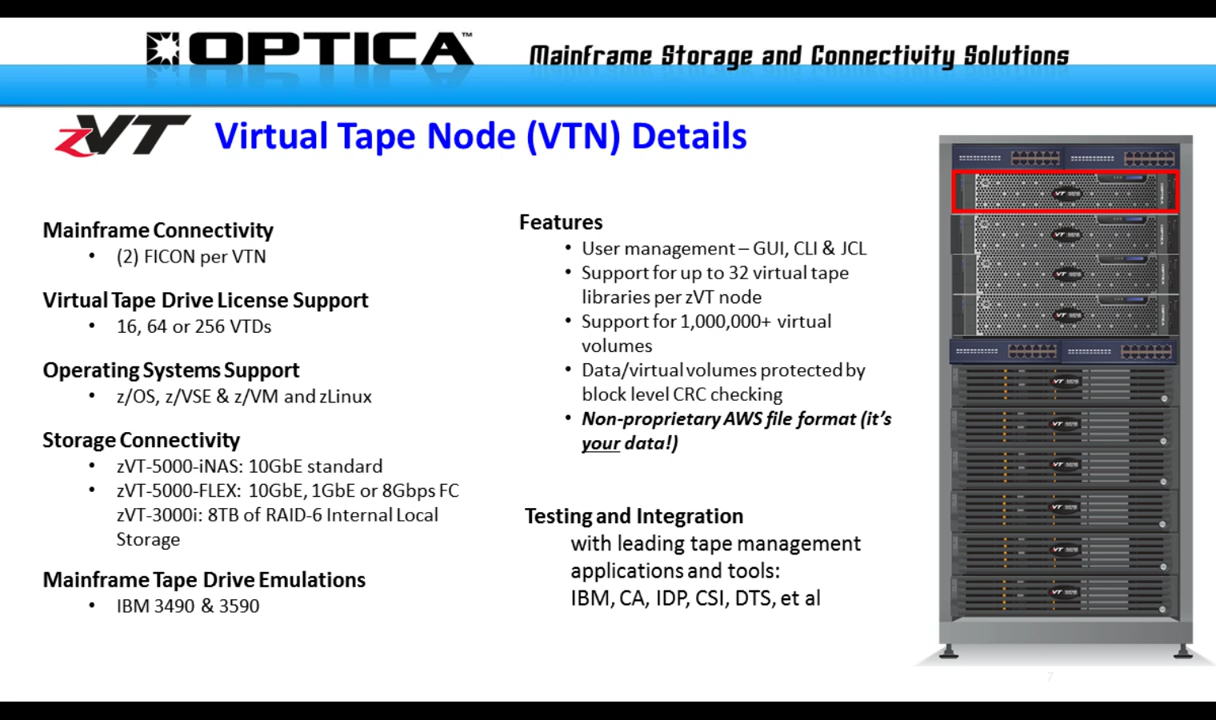 OPTICA™
Mainframe Storage and Connectivity Solutions
zVT
Virtual Tape Node (VTN) Details
Mainframe Connectivity
• (2) FICON per VTN
Virtual Tape Drive License Support
• 16, 64 or 256 VTDs
Operating Systems Support
• z/OS, z/VSE & z/VM and zLinux
Storage Connectivity
• zVT-5000-iNAS: 10GbE standard
• zVT-5000-FLEX: 10GbE, 1GbE or 8Gbps FC
zVT-3000i: 8TB of RAID-6 Internal Local
Storage
Mainframe Tape Drive Emulations
• IBM 3490 & 3590
Features
• User management – GUI, CLI & JCL
• Support for up to 32 virtual tape
libraries per zVT node
• Support for 1,000,000+ virtual
volumes
• Data/virtual volumes protected by
block level CRC checking
• Non-proprietary AWS file format (it's
your data!)
Testing and Integration
with leading tape management
applications and tools:
IBM, CA, IDP, CSI, DTS, et al
7